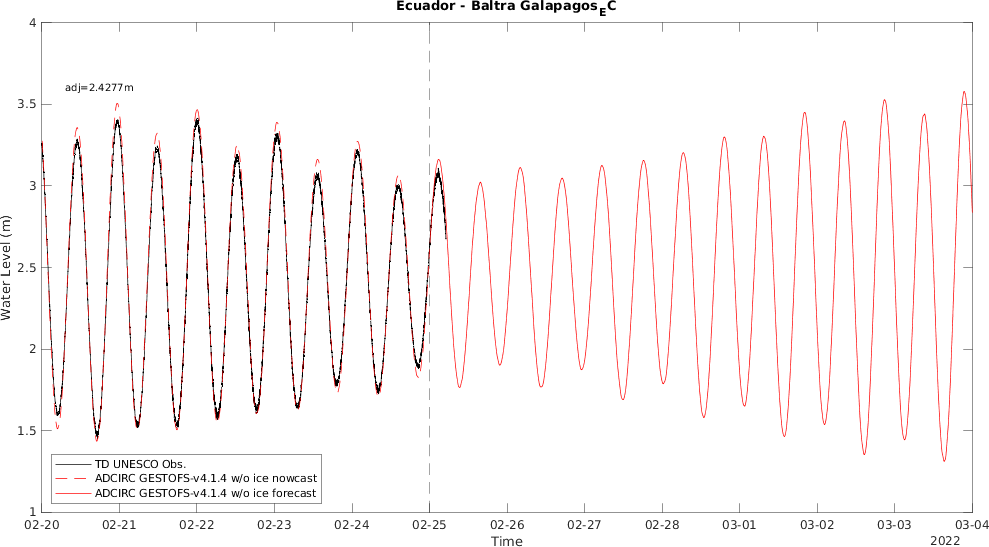 Ecuador - Baltra Galapagos_EC
4
3.5
3
2.5
2
1.5
1
Water Level (m)
adj=2.4277m
TD UNESCO Obs.
ADCIRC GESTOFS-v4.1.4 w/o ice nowcast
ADCIRC GESTOFS-v4.1.4 w/o ice forecast
02-20 02-21 02-22 02-23 02-24 02-25 02-26 02-27 02-28 03-01 03-02 03-03 03-04
Time
2022